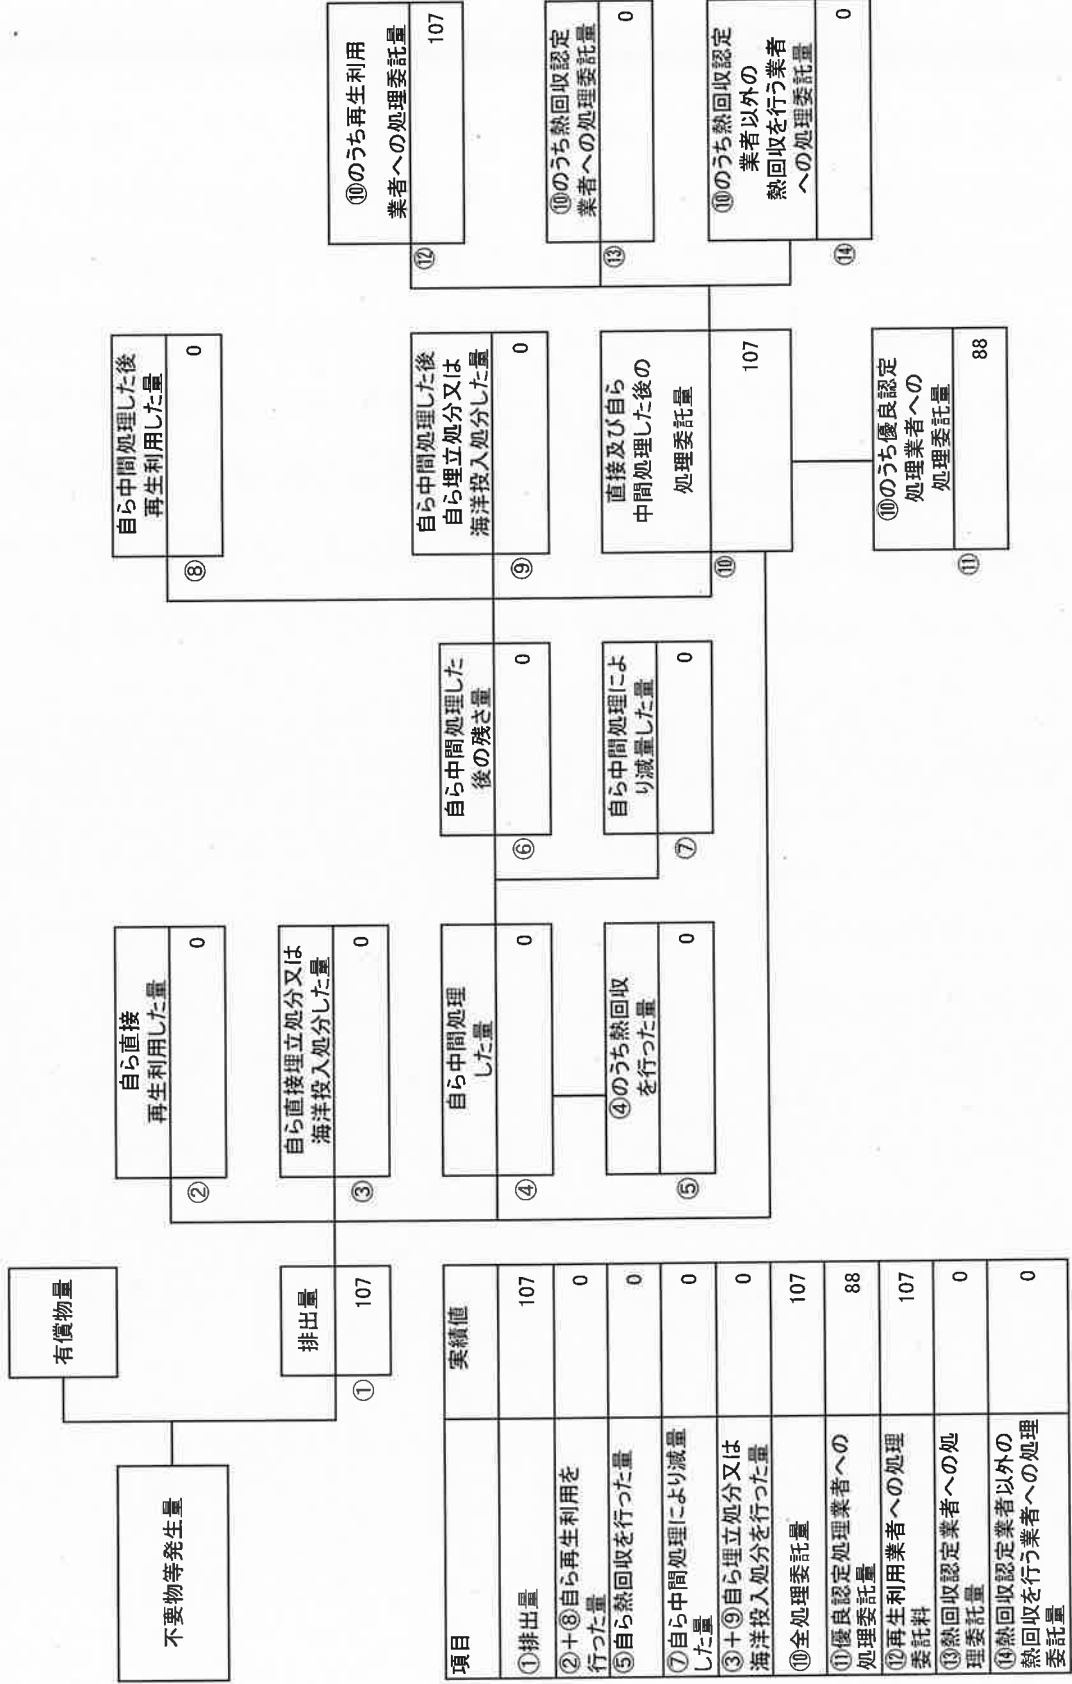 不要物等発生量
有償物量
排出量
①
107
自ら直接
再生利用した量
②
0
自ら直接埋立処分又は
海洋投入処分した量
③
0
自ら中間処理
した量
④
0
④のうち熱回収
を行った量
⑤
0
自ら中間処理した
後の残さ量
⑥
0
自ら中間処理によ
り減量した量
⑦
0
自ら中間処理した後
再生利用した量
⑧
0
自ら中間処理した後
自ら埋立処分又は
海洋投入処分した量
⑨
0
直接及び自ら
中間処理した後の
処理委託量
⑩
107
⑩のうち優良認定
処理業者への
処理委託量
⑪
88
⑩のうち再生利用
業者への処理委託量
⑫
107
⑩のうち熱回収認定
業者への処理委託量
⑬
0
⑩のうち熱回収認定
業者以外の
熱回収を行う業者
への処理委託量
⑭
0
項目 実績値
①排出量 107
②+⑧自ら再生利用を
行った量 0
⑤自ら熱回収を行った量 0
⑦自ら中間処理により減量
した量 0
③+⑨自ら埋立処分又は
海洋投入処分を行った量 0
⑩全処理委託量 107
⑪優良認定処理業者への
処理委託量 88
⑫再生利用業者への処理
委託料 107
⑬熱回収認定業者への処
理委託量 0
⑭熱回収認定業者以外の
熱回収を行う業者への処理
委託量 0